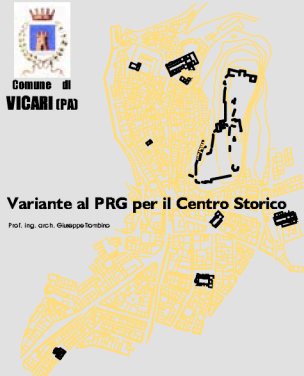 Comune di
VICARI (PA)
Variante al PRG per il Centro Storico
Prof. ing. arch. Giuseppe Trombino